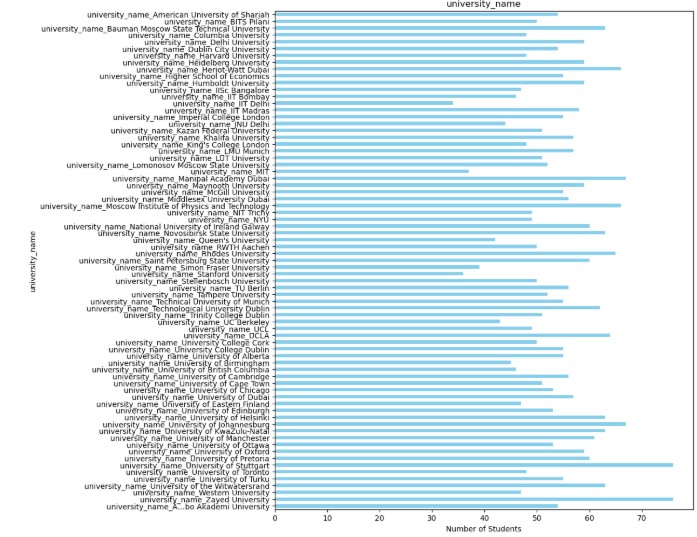 university_name
university_name_American University of Sharjah
university_name_BITS Pilani
university_name_Bauman Moscow State Technical University
university_name_Columbia University
university_name_Delhi University
university_name_Dublin City University
university_name_Harvard University
university_name_Heidelberg University
university_name_Heriot-Watt Dubai
university_name_Higher School of Economics
university_name_Humboldt University
university_name_IISc Bangalore
university_name_IIT Bombay
university_name_IIT Delhi
university_name_IIT Madras
university_name_Imperial College London
university_name_JNU Delhi
university_name_Kazan Federal University
university_name_Khalifa University
university_name_King's College London
university_name_LMU Munich
university_name_LUT University
university_name_Lomonosov Moscow State University
university_name_MIT
university_name_Manipal Academy Dubai
university_name_Maynooth University
university_name_McGill University
university_name_Middlesex University Dubai
university_name_Moscow Institute of Physics and Technology
university_name_NIT Trichy
university_name_NYU
university_name_National University of Ireland Galway
university_name_Novosibirsk State University
university_name_Queen's University
university_name_RWTH Aachen
university_name_Rhodes University
university_name_Saint Petersburg State University
university_name_Simon Fraser University
university_name_Stanford University
university_name_Stellenbosch University
university_name_TU Berlin
university_name_Tampere University
university_name_Technical University of Munich
university_name_Technological University Dublin
university_name_Trinity College Dublin
university_name_UC Berkeley
university_name_UCL
university_name_UCLA
university_name_University College Cork
university_name_University College Dublin
university_name_University of Alberta
university_name_University of Birmingham
university_name_University of British Columbia
university_name_University of Cambridge
university_name_University of Cape Town
university_name_University of Chicago
university_name_University of Dubai
university_name_University of Eastern Finland
university_name_University of Edinburgh
university_name_University of Helsinki
university_name_University of Johannesburg
university_name_University of KwaZulu-Natal
university_name_University of Manchester
university_name_University of Ottawa
university_name_University of Oxford
university_name_University of Pretoria
university_name_University of Stuttgart
university_name_University of Toronto
university_name_University of Turku
university_name_University of the Witwatersrand
university_name_Western University
university_name_Zayed University
university_name_A...bo Akademi University
university_name
0 10 20 30 40 50 60 70
Number of Students